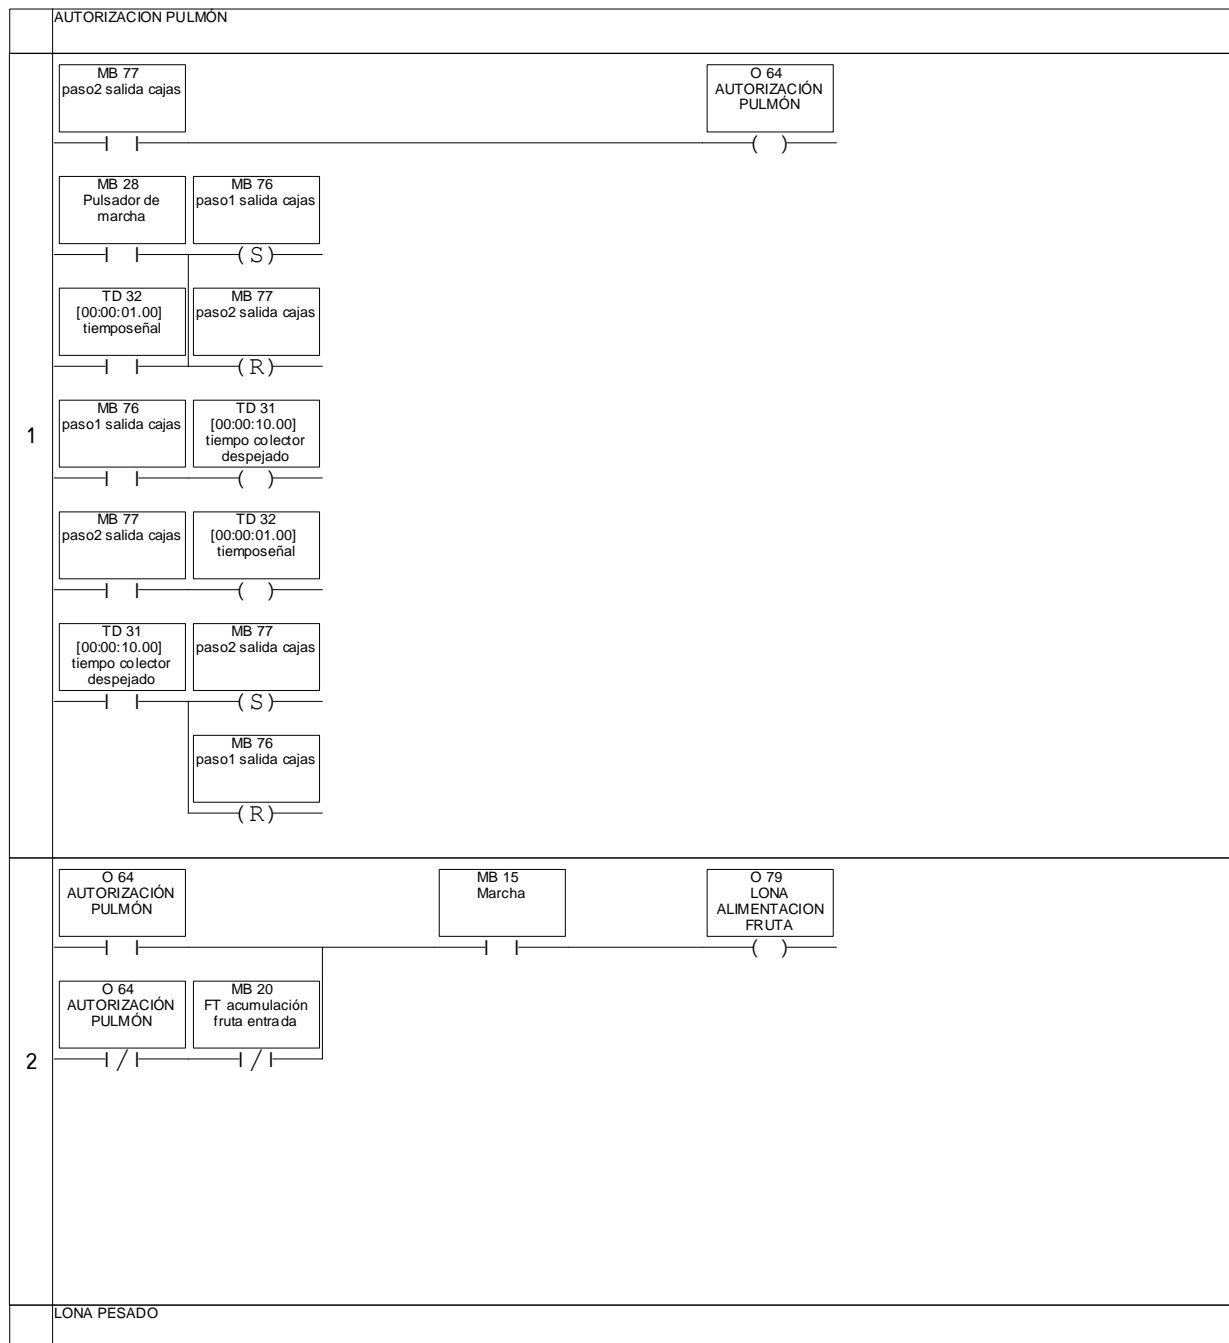 AUTORIZACION PULMÓN
1
MB 77
paso2 salida cajas
O 64
AUTORIZACIÓN
PULMÓN
MB 28
Pulsador de
marcha
MB 76
paso1 salida cajas
( S )
TD 32
[00:00:01.00]
tiemposeñal
MB 77
paso2 salida cajas
( R )
MB 76
paso1 salida cajas
TD 31
[00:00:10.00]
tiempo colector
despejado
MB 77
paso2 salida cajas
TD 32
[00:00:01.00]
tiemposeñal
TD 31
[00:00:10.00]
tiempo colector
despejado
MB 77
paso2 salida cajas
( S )
MB 76
paso1 salida cajas
( R )
2
O 64
AUTORIZACIÓN
PULMÓN
MB 15
Marcha
O 79
LONA
ALIMENTACION
FRUTA
O 64
AUTORIZACIÓN
PULMÓN
MB 20
FT acumulación
fruta entrada
LONA PESADO